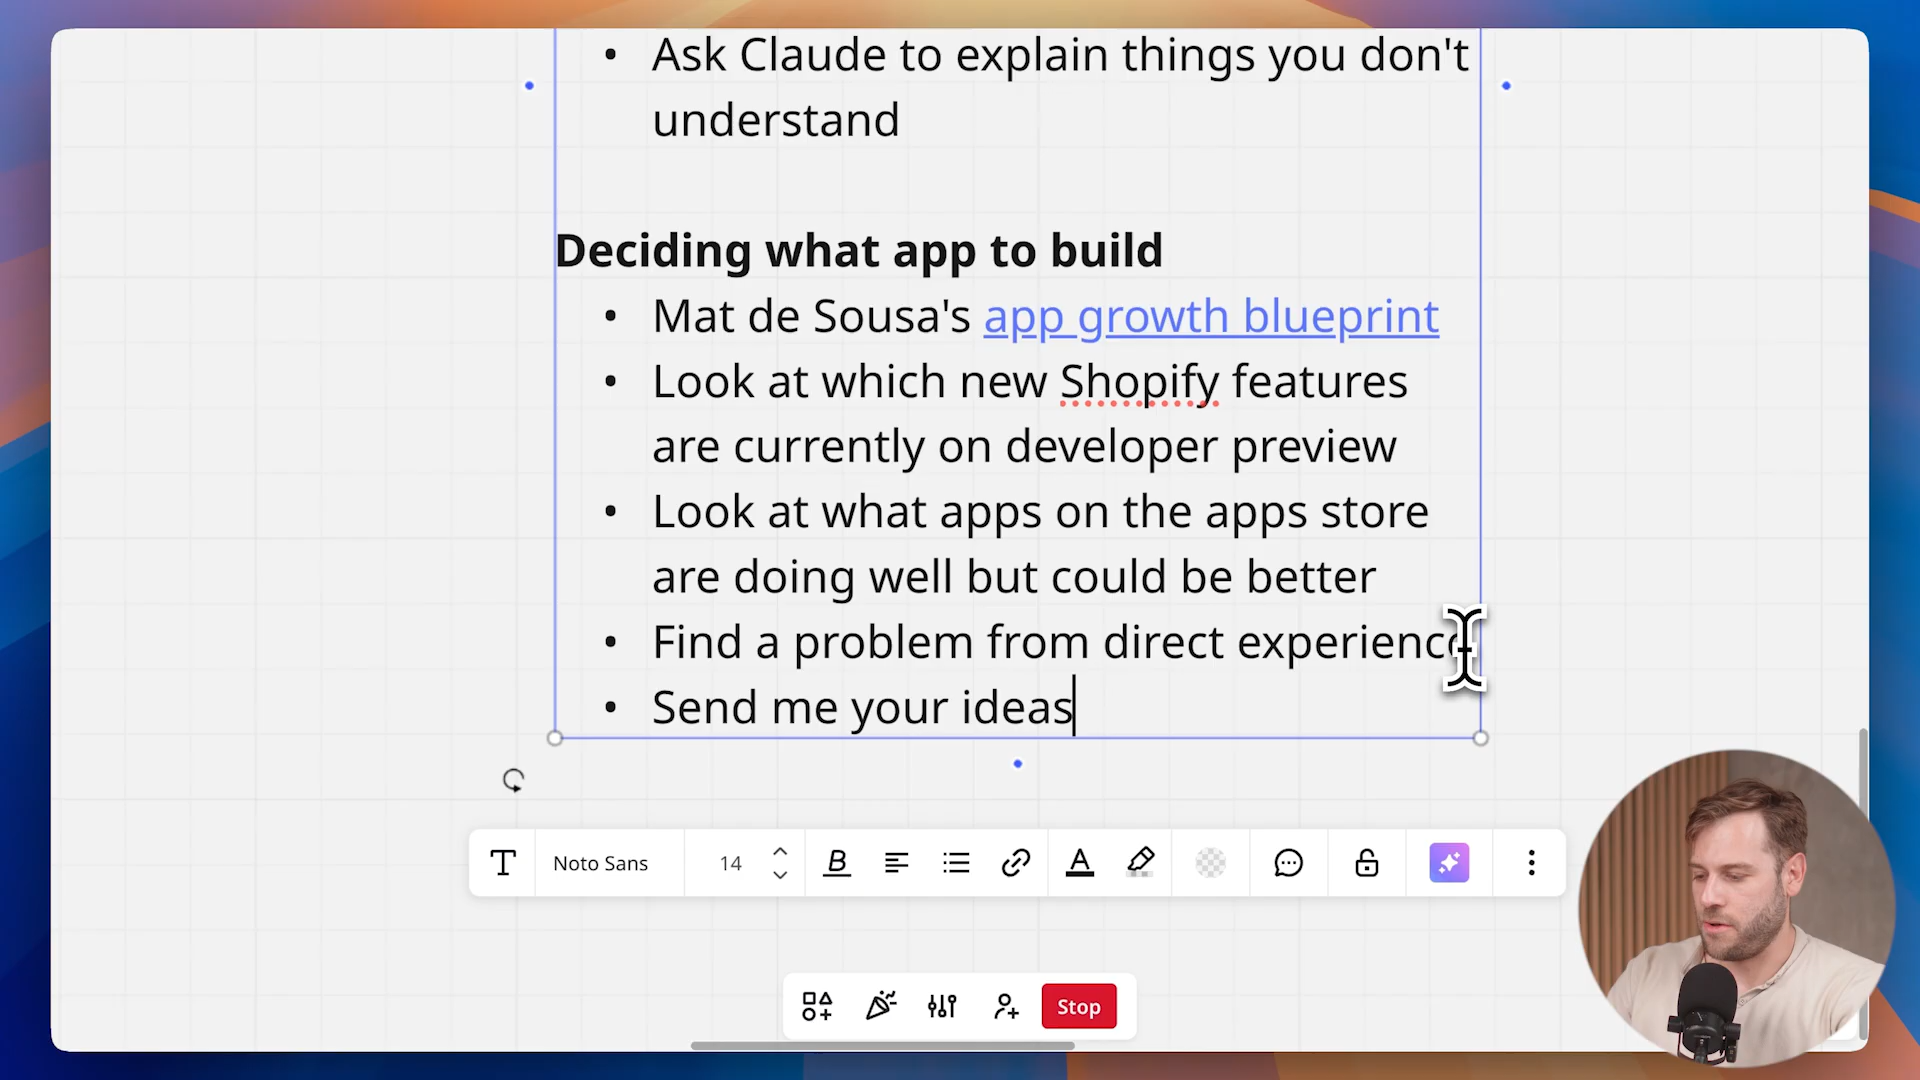 • Ask Claude to explain things you don't
understand
Deciding what app to build
• Mat de Sousa's app growth blueprint
• Look at which new Shopify features
are currently on developer preview
• Look at what apps on the apps store
are doing well but could be better
• Find a problem from direct experience
• Send me your ideas
Noto Sans 14 B A
Stop